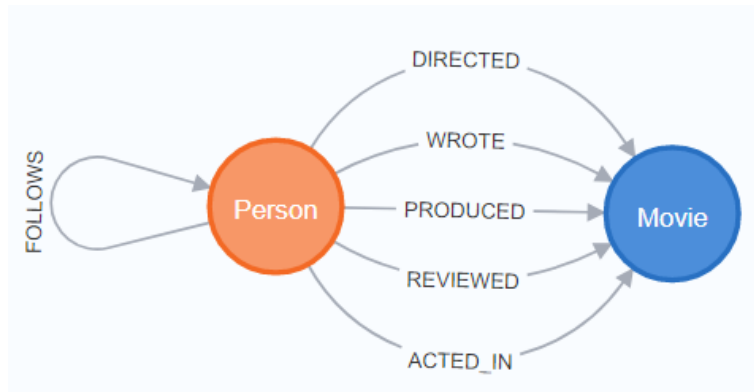 DIRECTED
WROTE
FOLLOWS
Person
PRODUCED
Movie
REVIEWED
ACTED_IN